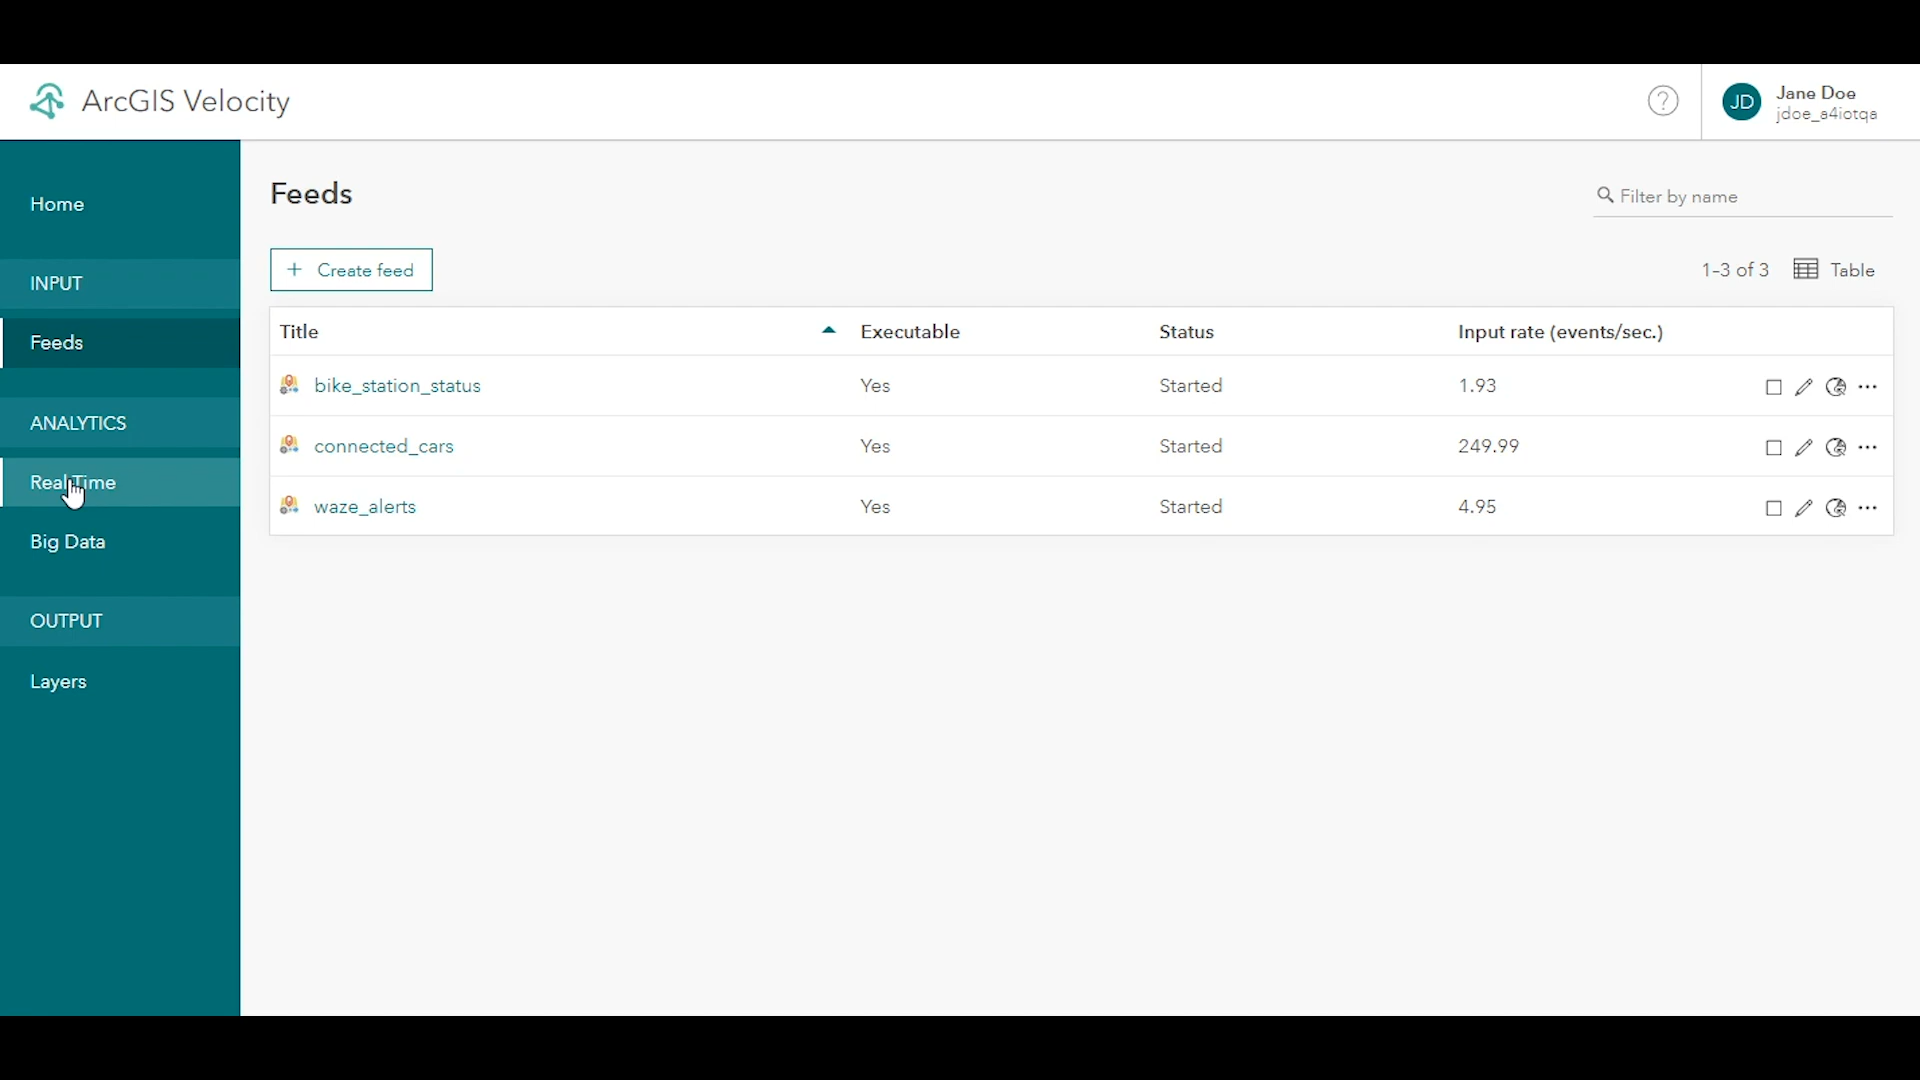 ArcGIS Velocity
?
JD
Jane Doe
jdoe_a4iotqa
Home
INPUT
Feeds
ANALYTICS
Real-Time
Big Data
OUTPUT
Layers
Feeds
Filter by name
+ Create feed
1-3 of 3
Table
Title Executable Status Input rate (events/sec.)
bike_station_status Yes Started 1.93
connected_cars Yes Started 249.99
waze_alerts Yes Started 4.95